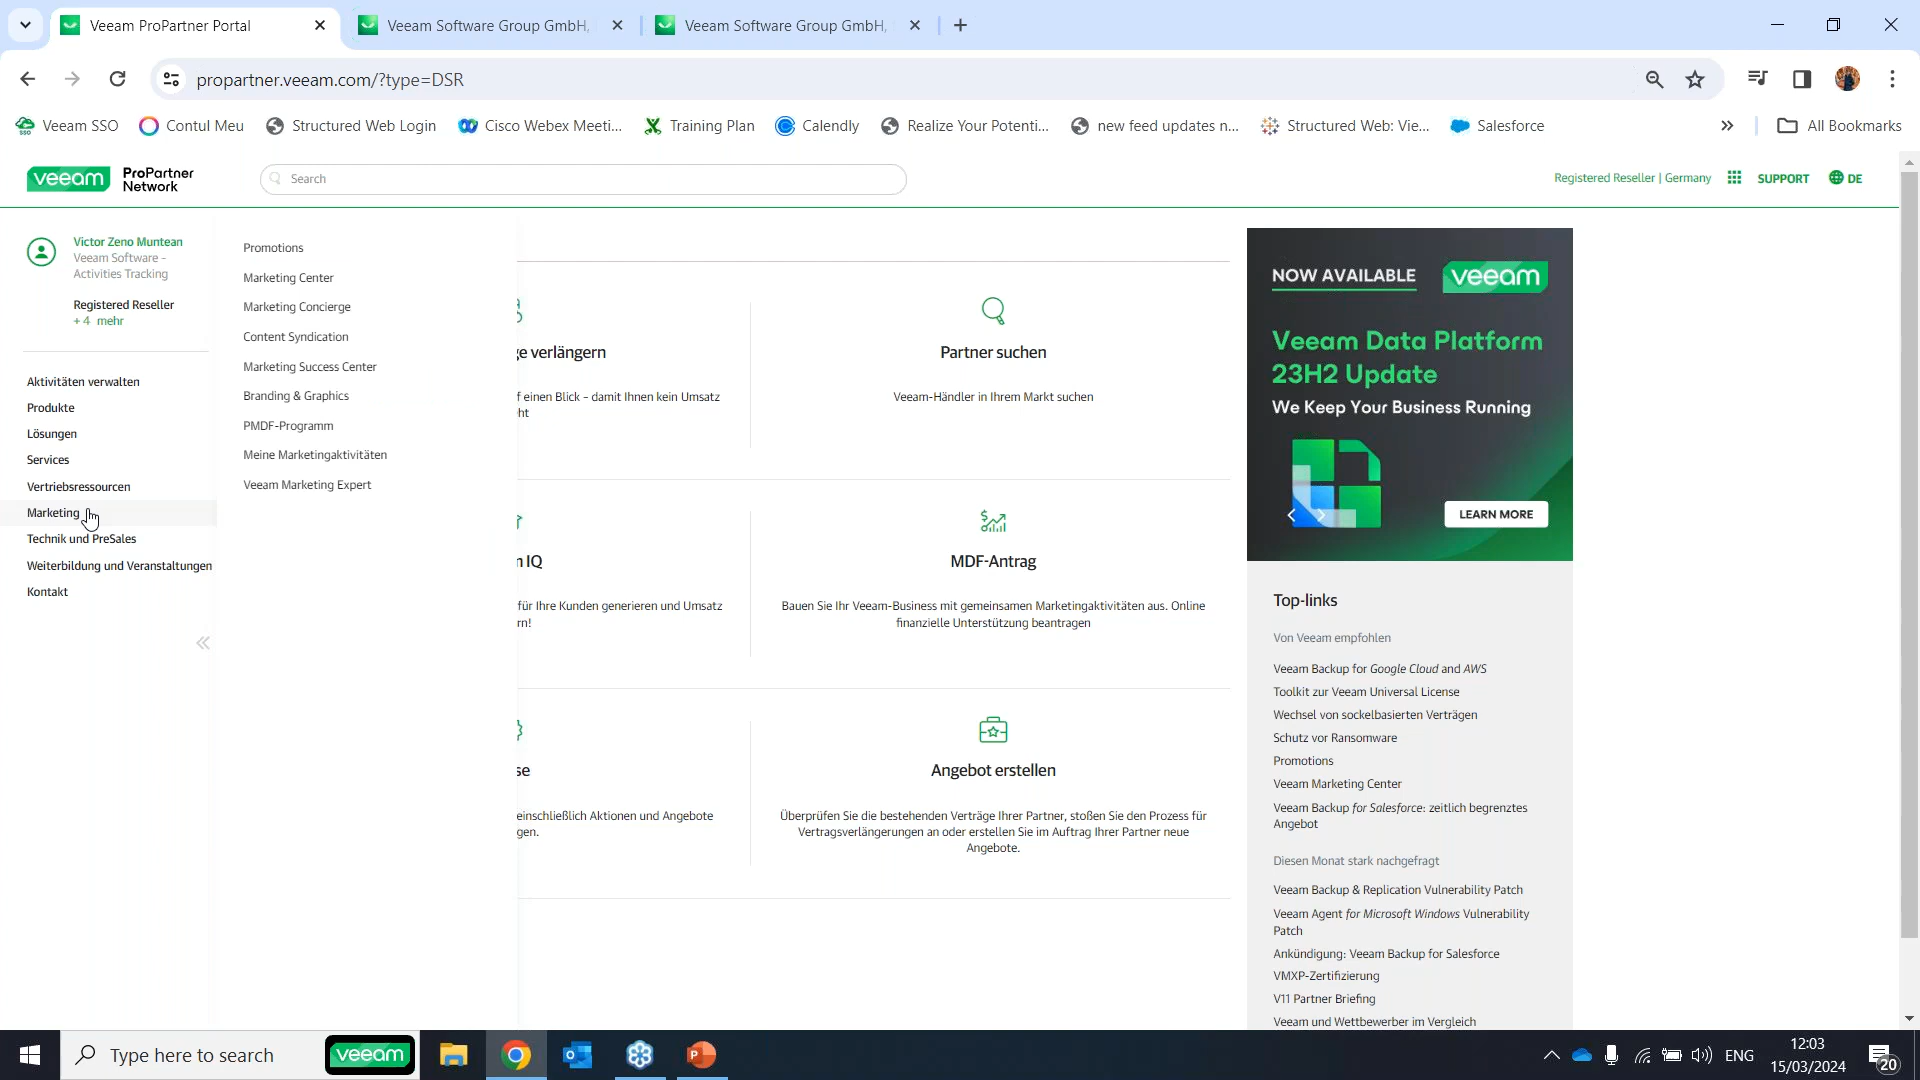 Veeam ProPartner Portal
Veeam Software Group GmbH,
Veeam Software Group GmbH,
propartner.veeam.com/?type=DSR
Veeam SSO
Contul Meu
Structured Web Login
Cisco Webex Meeti...
Training Plan
Calendly
Realize Your Potenti...
new feed updates n...
Structured Web: Vie...
Salesforce
All Bookmarks
veeam
ProPartner
Network
Search
Registered Reseller | Germany
SUPPORT
DE
Victor Zeno Muntean
Veeam Software -
Activities Tracking
Registered Reseller
+ 4 mehr
Aktivitäten verwalten
Produkte
Lösungen
Services
Vertriebsressourcen
Marketing
Technik und PreSales
Weiterbildung und Veranstaltungen
Kontakt
Promotions
Marketing Center
Marketing Concierge
Content Syndication
Marketing Success Center
Branding & Graphics
PMDF-Programm
Meine Marketingaktivitäten
Veeam Marketing Expert
ge verlängern
f einen Blick – damit Ihnen kein Umsatz
ht
Partner suchen
Veeam-Händler in Ihrem Markt suchen
n IQ
für Ihre Kunden generieren und Umsatz
rn!
MDF-Antrag
Bauen Sie Ihr Veeam-Business mit gemeinsamen Marketingaktivitäten aus. Online
finanzielle Unterstützung beantragen
se
einschließlich Aktionen und Angebote
gen.
Angebot erstellen
Überprüfen Sie die bestehenden Verträge Ihrer Partner, stoßen Sie den Prozess für
Vertragsverlängerungen an oder erstellen Sie im Auftrag Ihrer Partner neue
Angebote.
NOW AVAILABLE
veeam
Veeam Data Platform
23H2 Update
We Keep Your Business Running
LEARN MORE
Top-links
Von Veeam empfohlen
Veeam Backup for Google Cloud and AWS
Toolkit zur Veeam Universal License
Wechsel von sockelbasierten Verträgen
Schutz vor Ransomware
Promotions
Veeam Marketing Center
Veeam Backup for Salesforce: zeitlich begrenztes
Angebot
Diesen Monat stark nachgefragt
Veeam Backup & Replication Vulnerability Patch
Veeam Agent for Microsoft Windows Vulnerability
Patch
Ankündigung: Veeam Backup for Salesforce
VMXP-Zertifizierung
V11 Partner Briefing
Veeam und Wettbewerber im Vergleich
Type here to search
veeam
ENG
12:03
15/03/2024
20